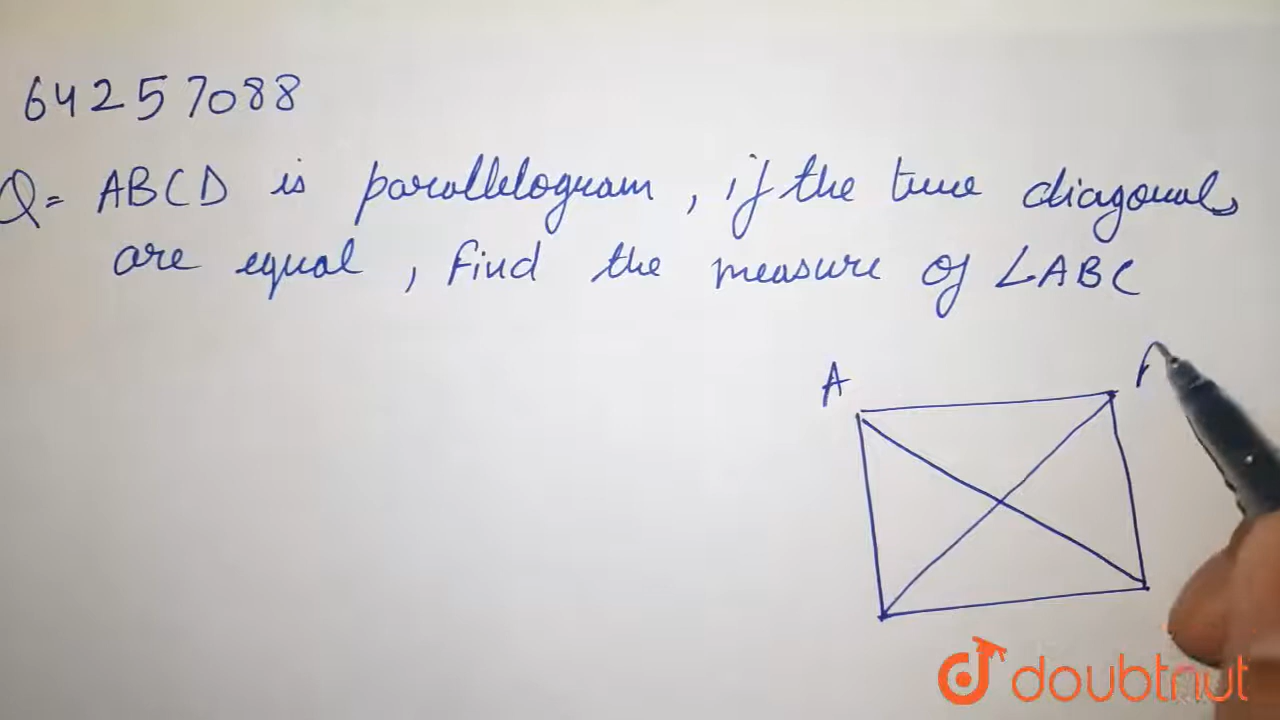 64257088
Q= ABCD is parallelogram, if the two diagonals
are equal, find the measure of ∠ABC
A
doubtnut